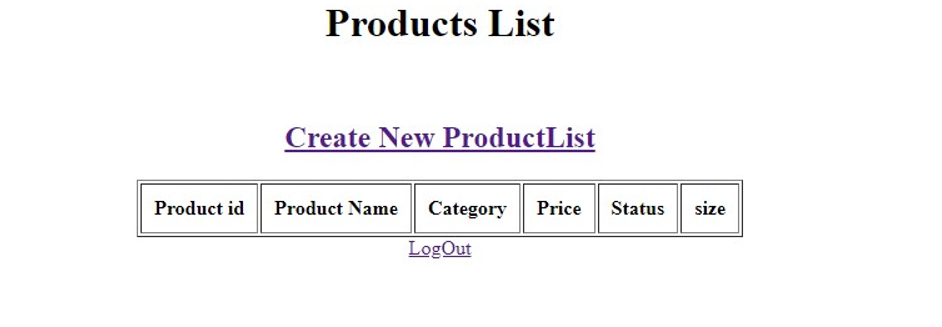 Products List
Create New ProductList
Product id Product Name Category Price Status size
LogOut